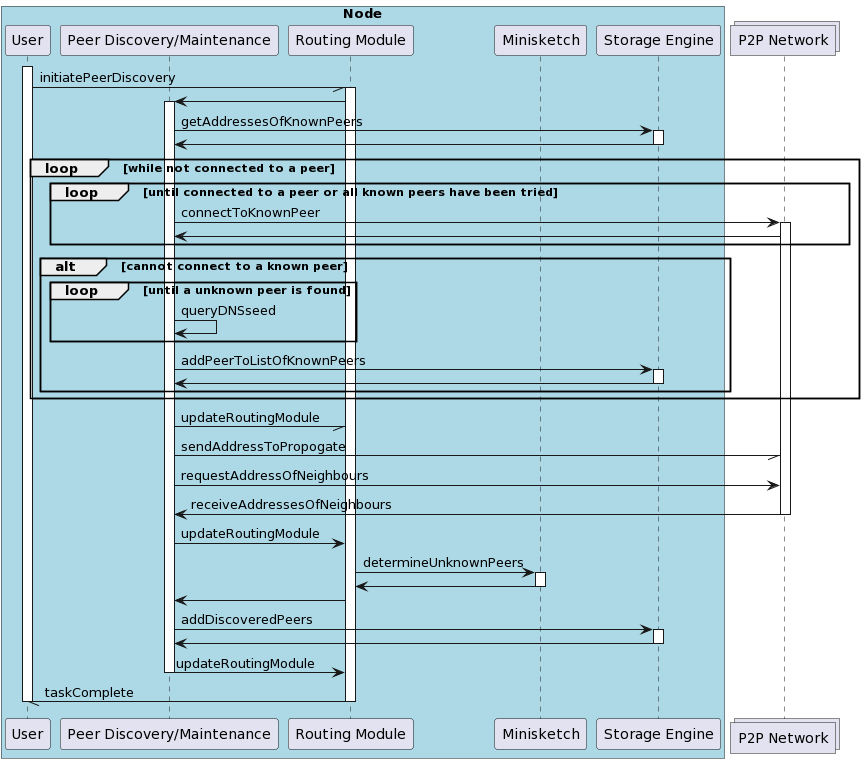 Node
User
Peer Discovery/Maintenance
Routing Module
Minisketch
Storage Engine
P2P Network
initiatePeerDiscovery
getAddressesOfKnownPeers
loop
[while not connected to a peer]
loop
[until connected to a peer or all known peers have been tried]
connectToKnownPeer
alt
[cannot connect to a known peer]
loop
[until a unknown peer is found]
queryDNSseed
addPeerToListOfKnownPeers
updateRoutingModule
sendAddressToPropogate
requestAddressOfNeighbours
receiveAddressesOfNeighbours
updateRoutingModule
determineUnknownPeers
addDiscoveredPeers
updateRoutingModule
taskComplete
User
Peer Discovery/Maintenance
Routing Module
Minisketch
Storage Engine
P2P Network